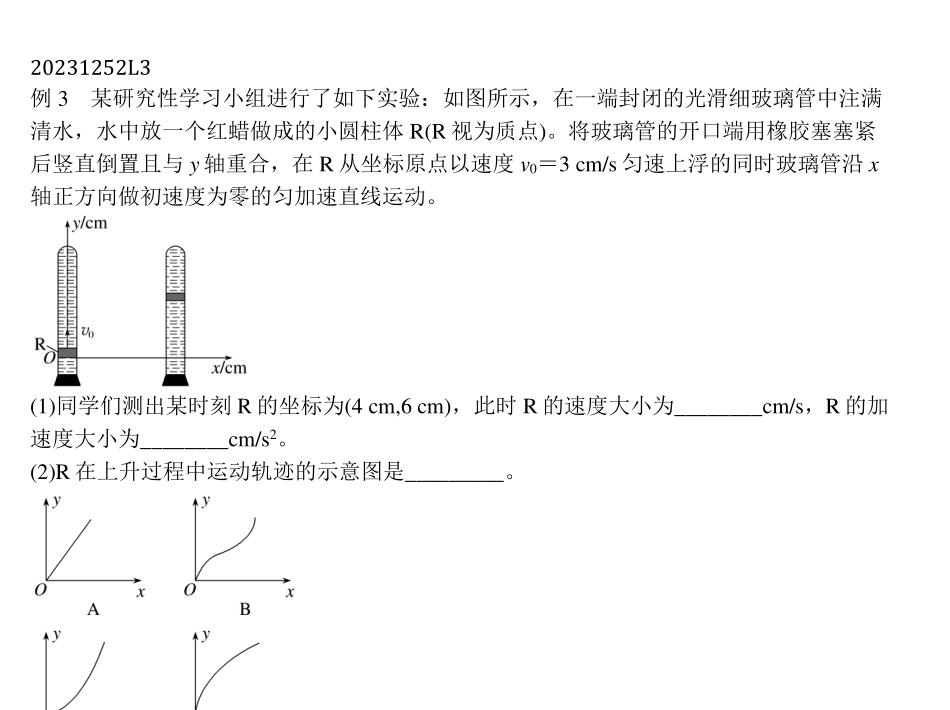 20231252L3
例 3　某研究性学习小组进行了如下实验：如图所示，在一端封闭的光滑细玻璃管中注满
清水，水中放一个红蜡做成的小圆柱体 R(R 视为质点)。将玻璃管的开口端用橡胶塞塞紧
后竖直倒置且与 y 轴重合，在 R 从坐标原点以速度 v₀＝3 cm/s 匀速上浮的同时玻璃管沿 x
轴正方向做初速度为零的匀加速直线运动。
y/cm
v₀
R
O
x/cm
(1)同学们测出某时刻 R 的坐标为(4 cm,6 cm)，此时 R 的速度大小为________cm/s，R 的加
速度大小为________cm/s²。
(2)R 在上升过程中运动轨迹的示意图是_________。
y
y
O
x
O
x
A
B
y
y